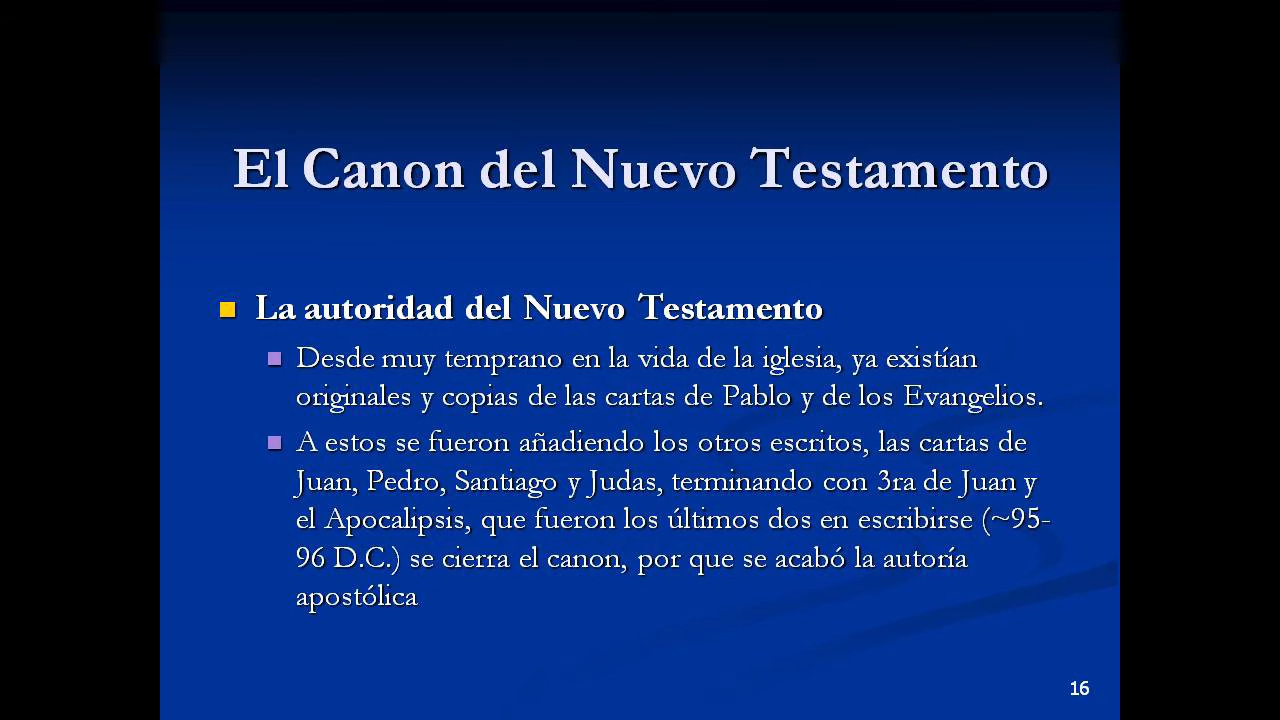 El Canon del Nuevo Testamento
La autoridad del Nuevo Testamento
Desde muy temprano en la vida de la iglesia, ya existían
originales y copias de las cartas de Pablo y de los Evangelios.
A estos se fueron añadiendo los otros escritos, las cartas de
Juan, Pedro, Santiago y Judas, terminando con 3ra de Juan y
el Apocalipsis, que fueron los últimos dos en escribirse (~95-
96 D.C.) se cierra el canon, por que se acabó la autoría
apostólica
16